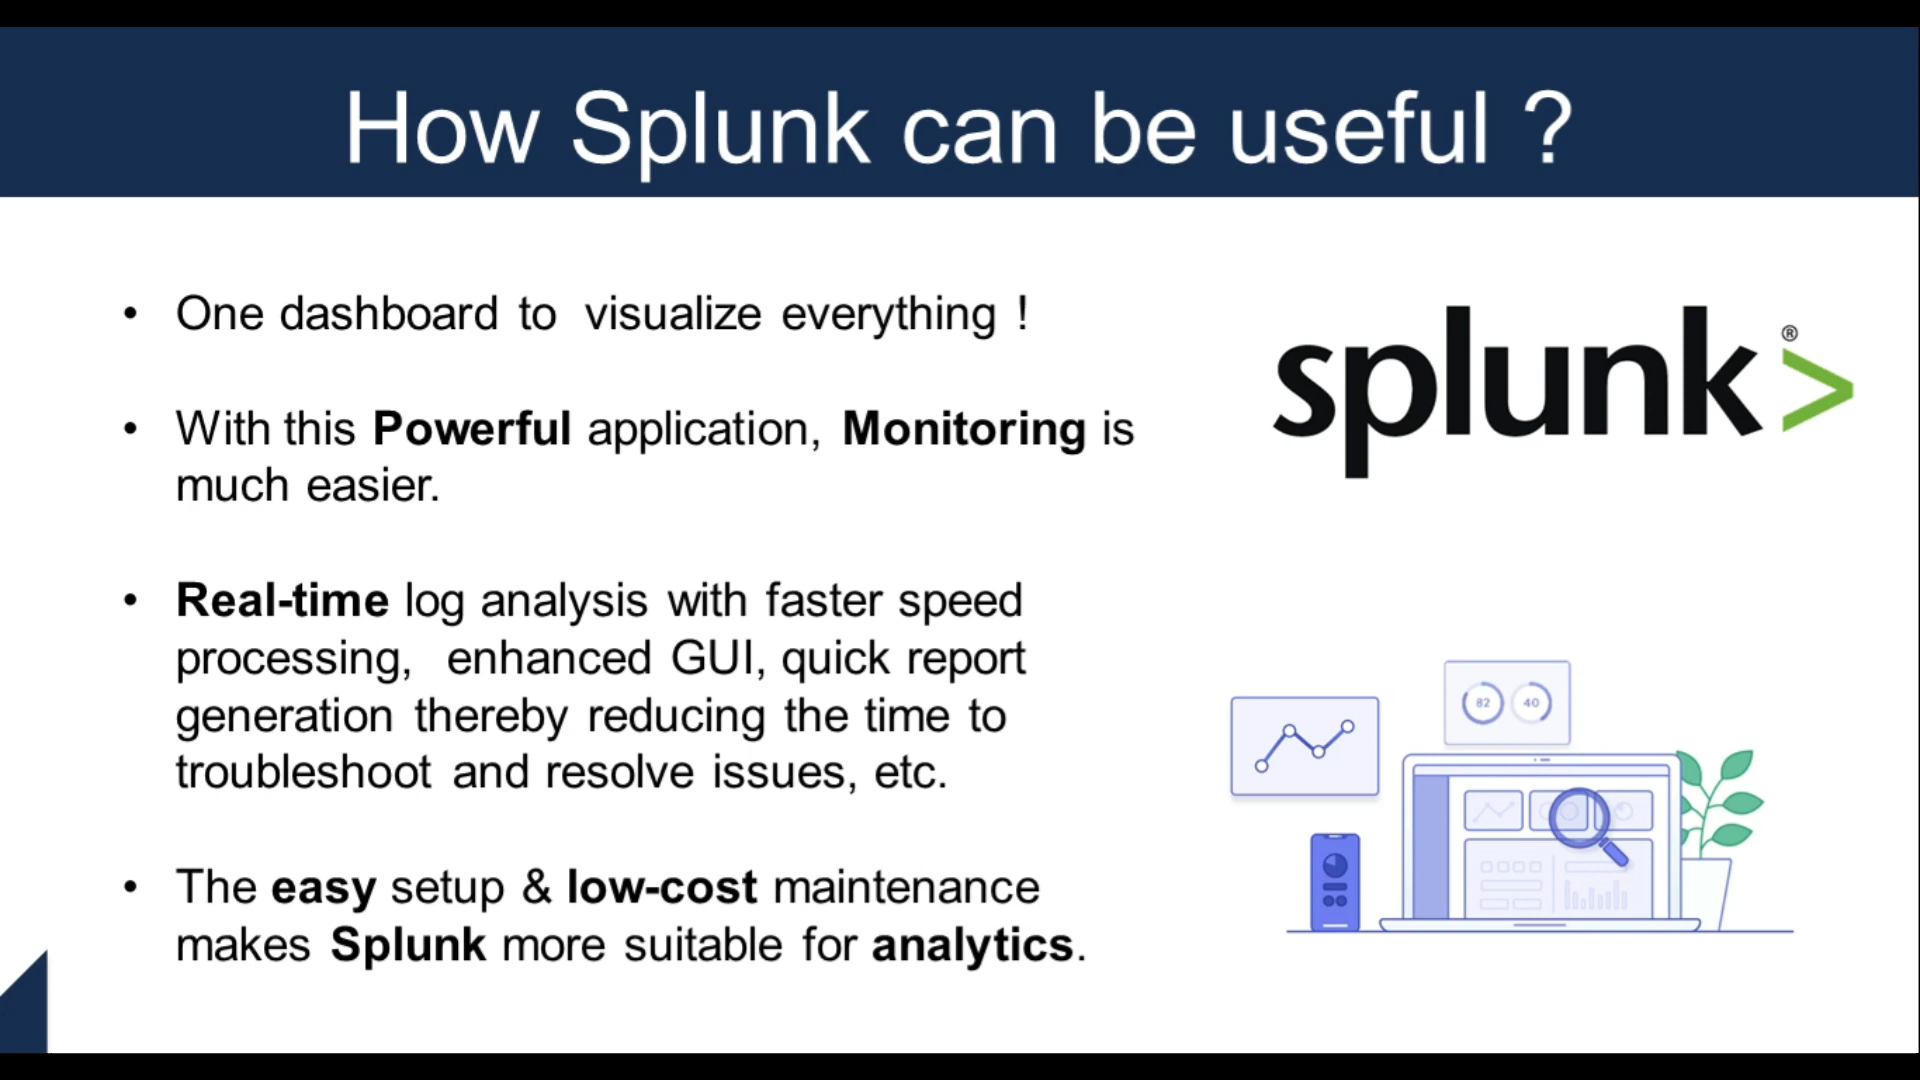 How Splunk can be useful ?
• One dashboard to visualize everything !
• With this Powerful application, Monitoring is
much easier.
• Real-time log analysis with faster speed
processing, enhanced GUI, quick report
generation thereby reducing the time to
troubleshoot and resolve issues, etc.
• The easy setup & low-cost maintenance
makes Splunk more suitable for analytics.
splunk>®
82 40